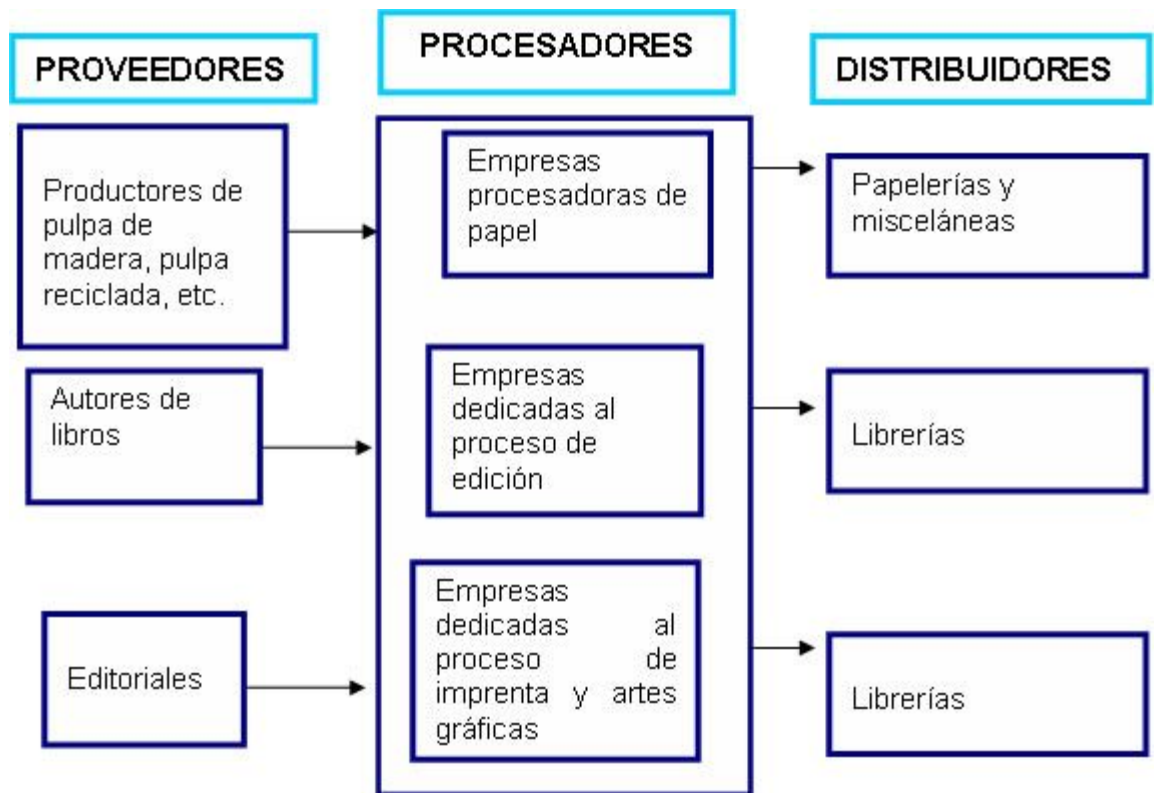 PROVEEDORES
PROCESADORES
DISTRIBUIDORES
Productores de
pulpa de
madera, pulpa
reciclada, etc.
Empresas
procesadoras de
papel
Papelerías y
misceláneas
Autores de
libros
Empresas
dedicadas al
proceso de
edición
Librerías
Editoriales
Empresas
dedicadas al
proceso de
imprenta y artes
gráficas
Librerías